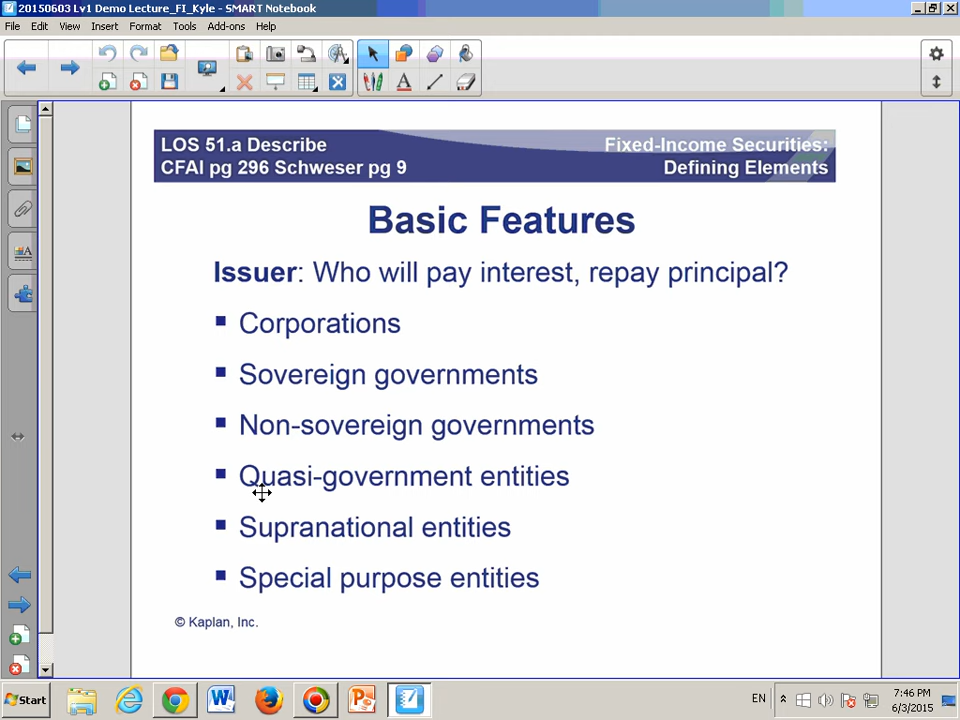 20150603 Lv1 Demo Lecture_FI_Kyle - SMART Notebook
File Edit View Insert Format Tools Add-ons Help
LOS 51.a Describe
CFAI pg 296 Schweser pg 9
Fixed-Income Securities:
Defining Elements
Basic Features
Issuer: Who will pay interest, repay principal?
▪ Corporations
▪ Sovereign governments
▪ Non-sovereign governments
▪ Quasi-government entities
▪ Supranational entities
▪ Special purpose entities
© Kaplan, Inc.
Start
EN
7:46 PM
6/3/2015